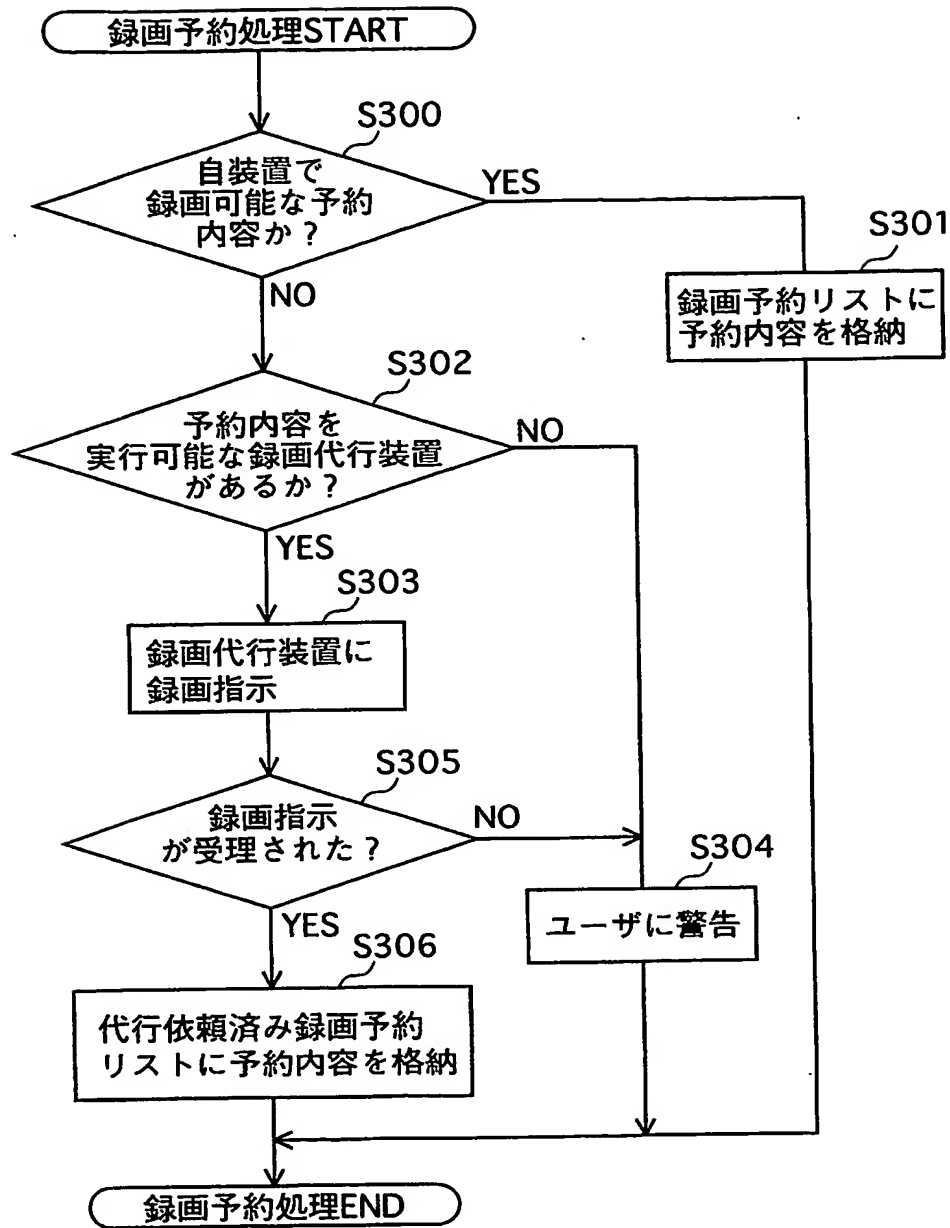 録画予約処理START
S300
自装置で
録画可能な予約
内容か？
YES
NO
S301
録画予約リストに
予約内容を格納
S302
予約内容を
実行可能な録画代行装置
があるか？
NO
YES
S303
録画代行装置に
録画指示
S305
録画指示
が受理された？
NO
YES
S304
ユーザに警告
S306
代行依頼済み録画予約
リストに予約内容を格納
録画予約処理END